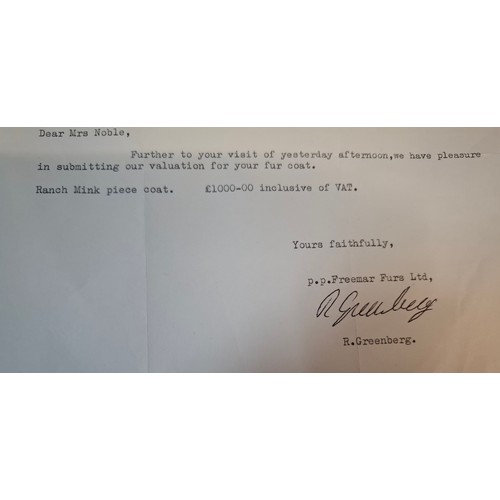 Dear Mrs Noble,
Further to your visit of yesterday afternoon,we have pleasure
in submitting our valuation for your fur coat.
Ranch Mink piece coat. £1000-00 inclusive of VAT.
Yours faithfully,
p.p.Freemar Furs Ltd,
R Greenberg
R.Greenberg.